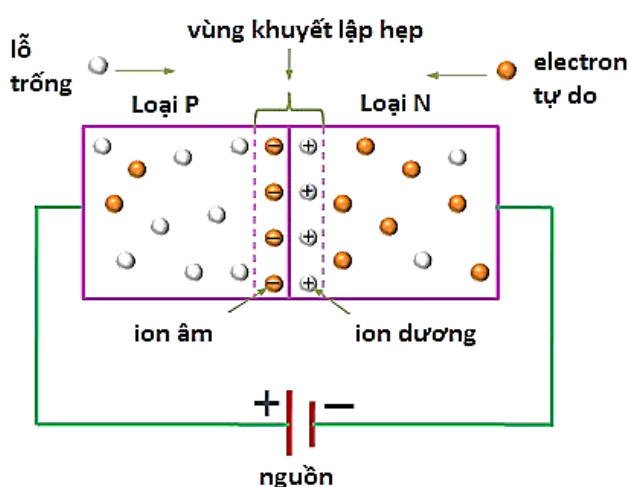 vùng khuyết lập hẹp
lỗ
trống
electron
tự do
Loại P
Loại N
ion âm
ion dương
+
−
nguồn